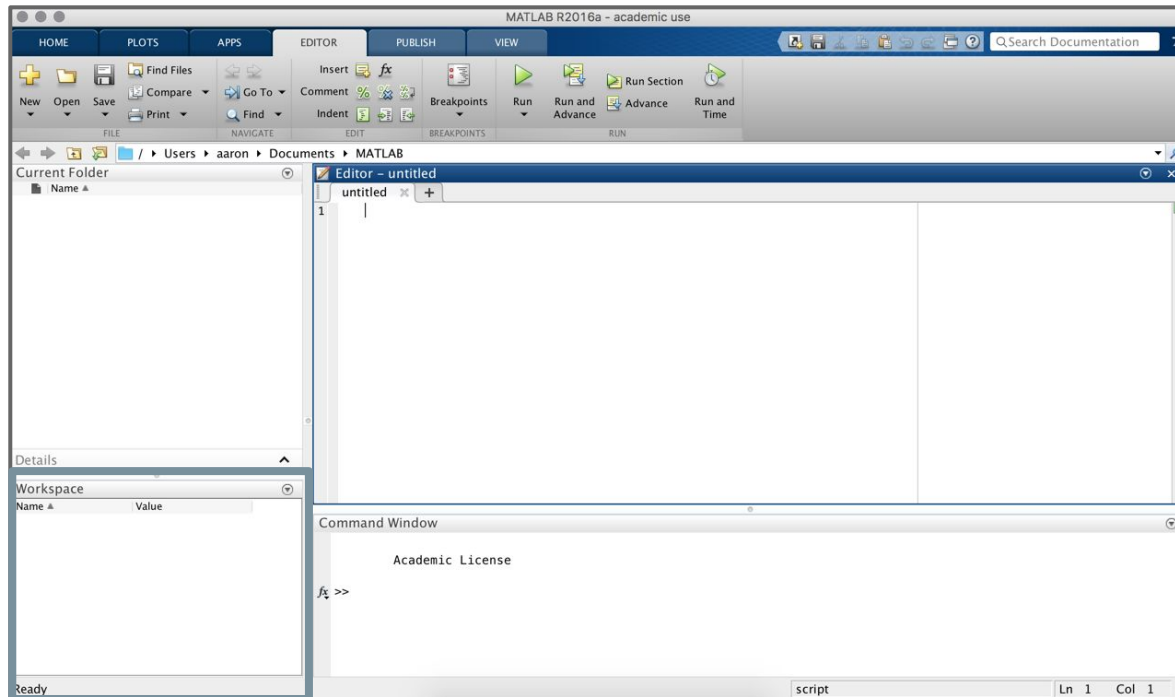 MATLAB R2016a - academic use
HOME PLOTS APPS EDITOR PUBLISH VIEW Search Documentation
Find Files Insert fx
New Open Save Compare Go To Comment Breakpoints Run Run and Advance Run Section Advance Run and Time
Print Find Indent
FILE NAVIGATE EDIT BREAKPOINTS RUN
/ Users aaron Documents MATLAB
Current Folder
Name
Editor – untitled
untitled +
1
Details
Workspace
Name Value
Command Window
Academic License
fx >>
Ready
script Ln 1 Col 1